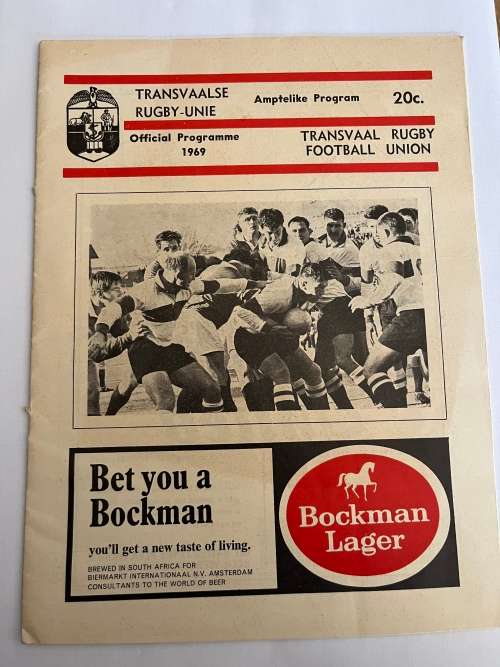 TRANSVAALSE
RUGBY-UNIE
Amptelike Program
20c.
Official Programme
1969
TRANSVAAL RUGBY
FOOTBALL UNION
Bet you a
Bockman
you'll get a new taste of living.
BREWED IN SOUTH AFRICA FOR
BIERMARKT INTERNATIONAAL N.V. AMSTERDAM
CONSULTANTS TO THE WORLD OF BEER
Bockman
Lager